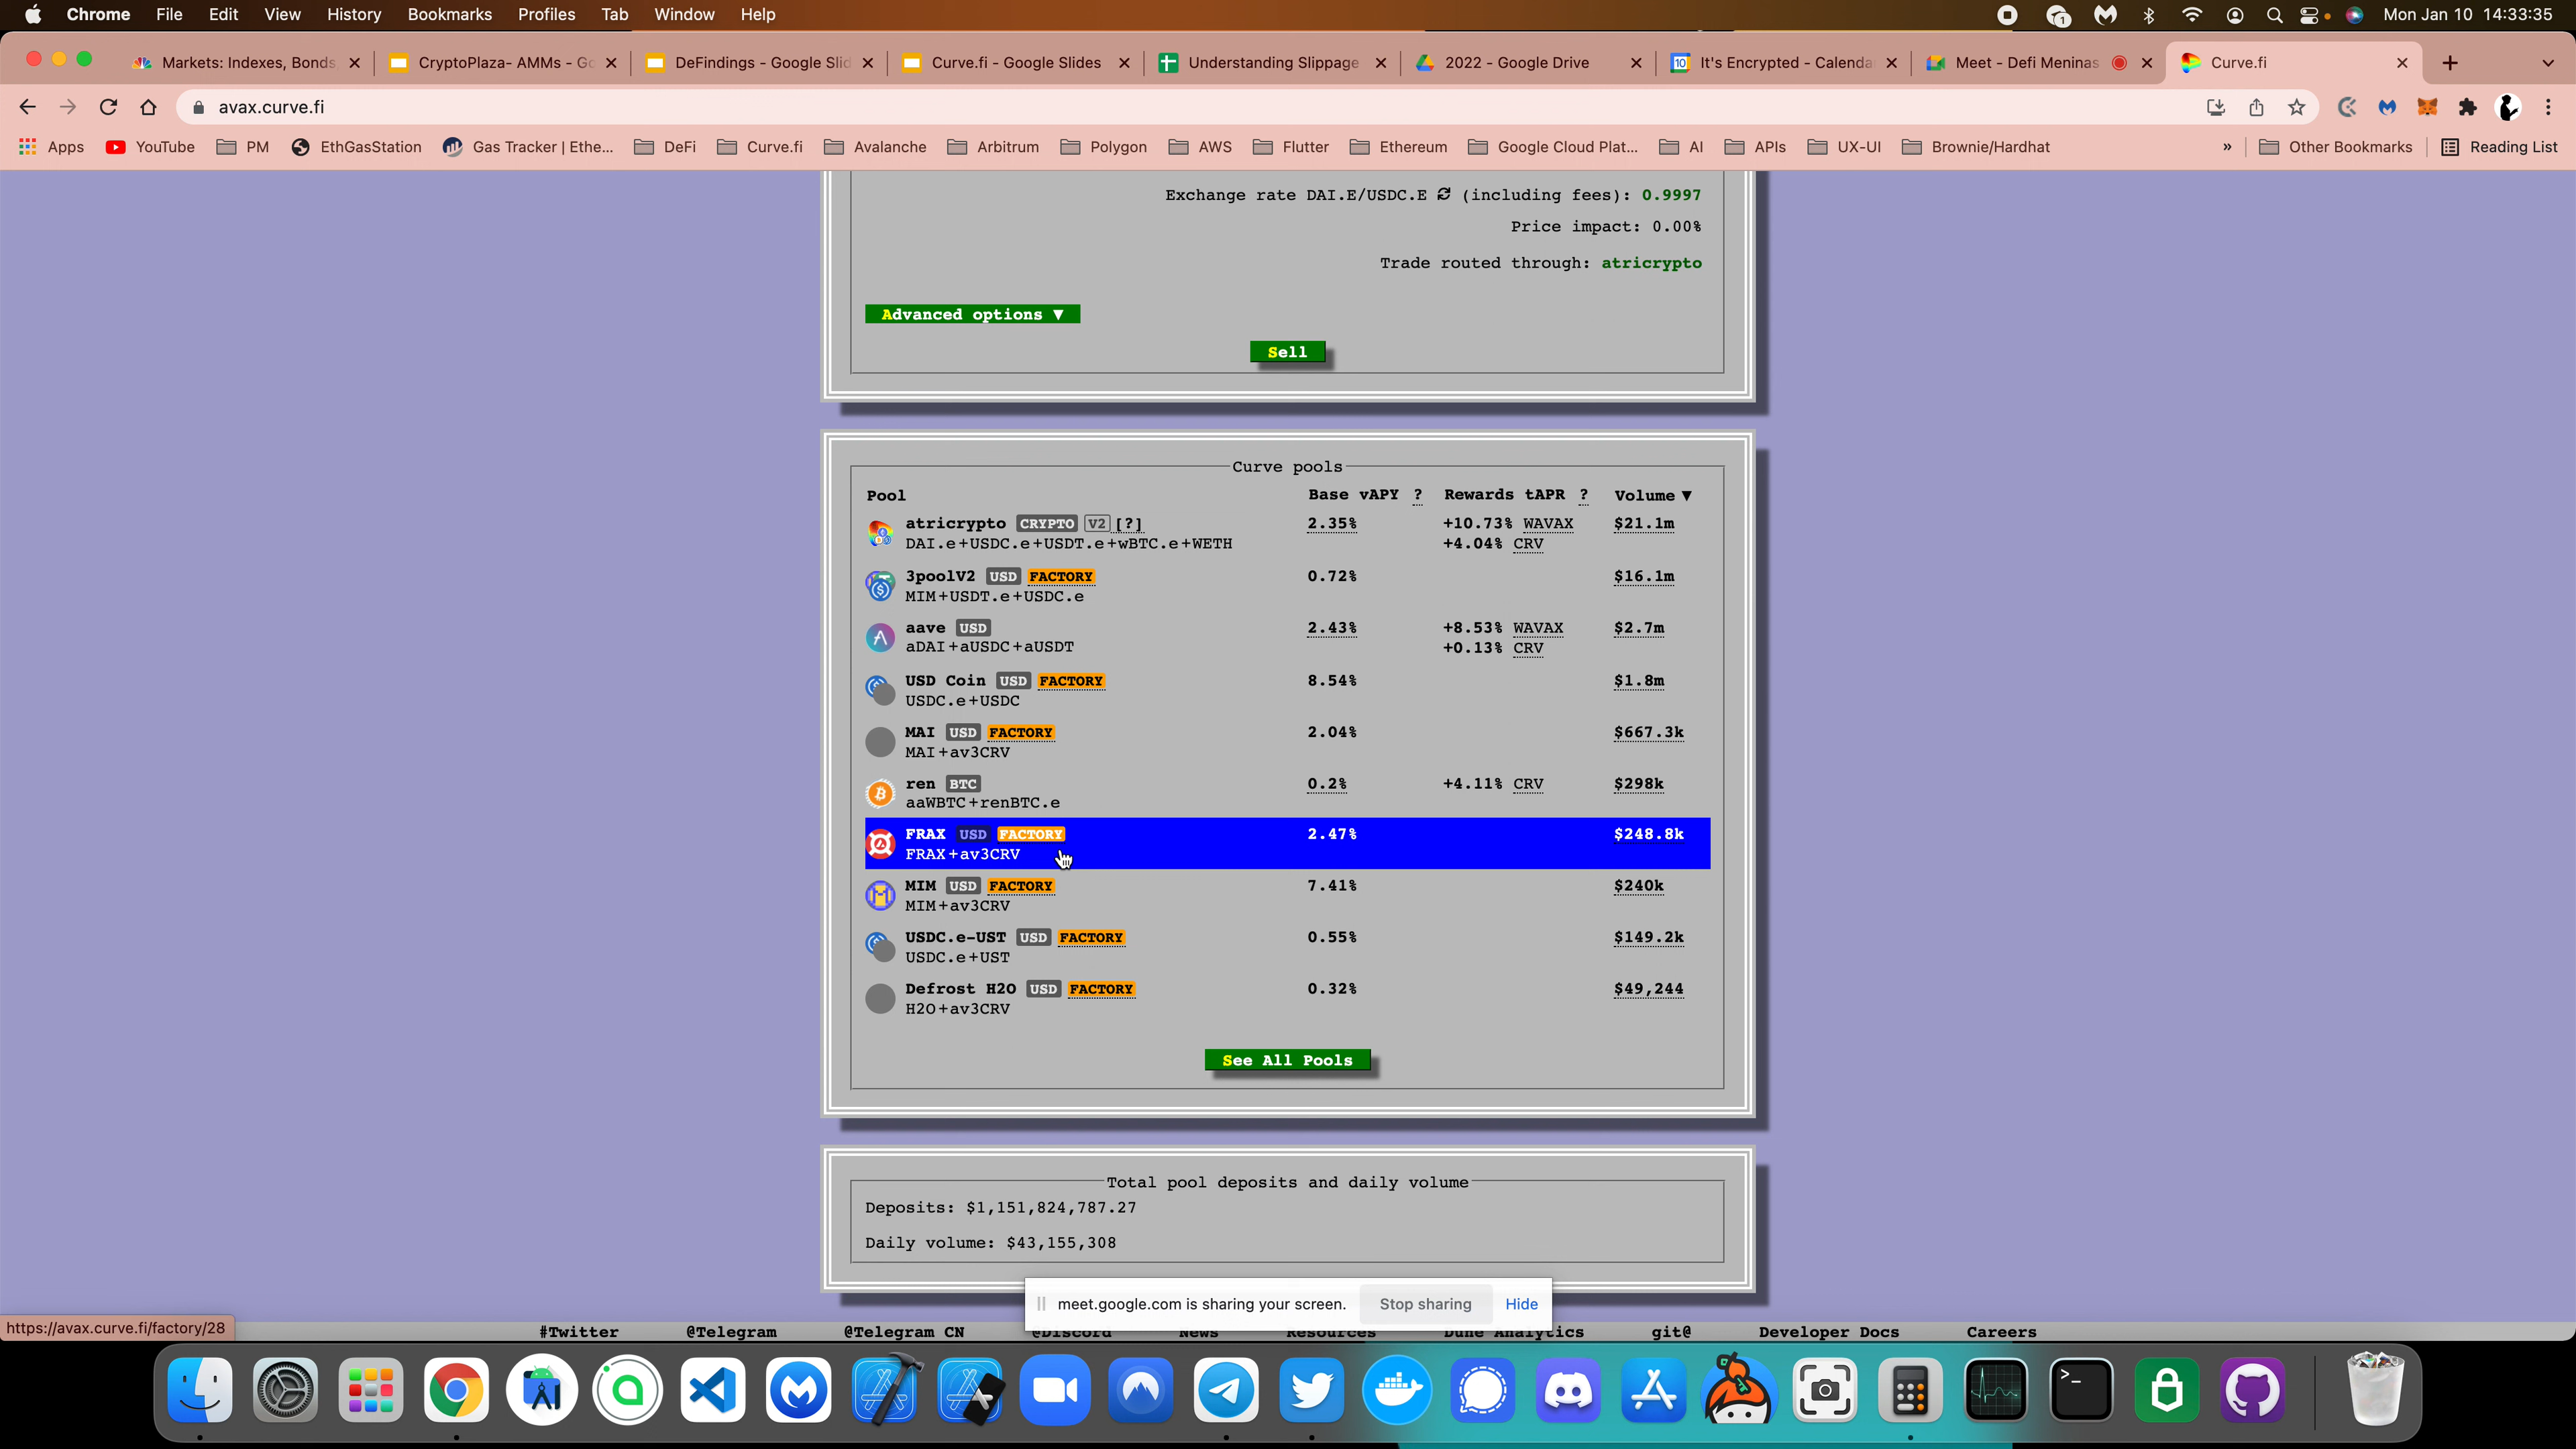 Chrome File Edit View History Bookmarks Profiles Tab Window Help 1 Mon Jan 10 14:33:35
Markets: Indexes, Bonds, CryptoPlaza- AMMs - Go DeFindings - Google Slid Curve.fi - Google Slides Understanding Slippage 2022 - Google Drive 10 It's Encrypted - Calenda Meet - Defi Meninas Curve.fi
avax.curve.fi
Apps YouTube PM EthGasStation Gas Tracker | Ethe... DeFi Curve.fi Avalanche Arbitrum Polygon AWS Flutter Ethereum Google Cloud Plat... AI APIs UX-UI Brownie/Hardhat » Other Bookmarks Reading List
Exchange rate DAI.E/USDC.E (including fees): 0.9997
Price impact: 0.00%
Trade routed through: atricrypto
Advanced options ▼
Sell
Curve pools
Pool Base vAPY ? Rewards tAPR ? Volume ▼
atricrypto CRYPTO V2 [?] 2.35% +10.73% WAVAX $21.1m
DAI.e+USDC.e+USDT.e+wBTC.e+WETH +4.04% CRV
3poolV2 USD FACTORY 0.72% $16.1m
MIM+USDT.e+USDC.e
aave USD 2.43% +8.53% WAVAX $2.7m
aDAI+aUSDC+aUSDT +0.13% CRV
USD Coin USD FACTORY 8.54% $1.8m
USDC.e+USDC
MAI USD FACTORY 2.04% $667.3k
MAI+av3CRV
ren BTC 0.2% +4.11% CRV $298k
aaWBTC+renBTC.e
FRAX USD FACTORY 2.47% $248.8k
FRAX+av3CRV
MIM USD FACTORY 7.41% $240k
MIM+av3CRV
USDC.e-UST USD FACTORY 0.55% $149.2k
USDC.e+UST
Defrost H2O USD FACTORY 0.32% $49,244
H2O+av3CRV
See All Pools
Total pool deposits and daily volume
Deposits: $1,151,824,787.27
Daily volume: $43,155,308
meet.google.com is sharing your screen. Stop sharing Hide
https://avax.curve.fi/factory/28
#Twitter @Telegram @Telegram CN @Discord News Resources Dune Analytics git@ Developer Docs Careers